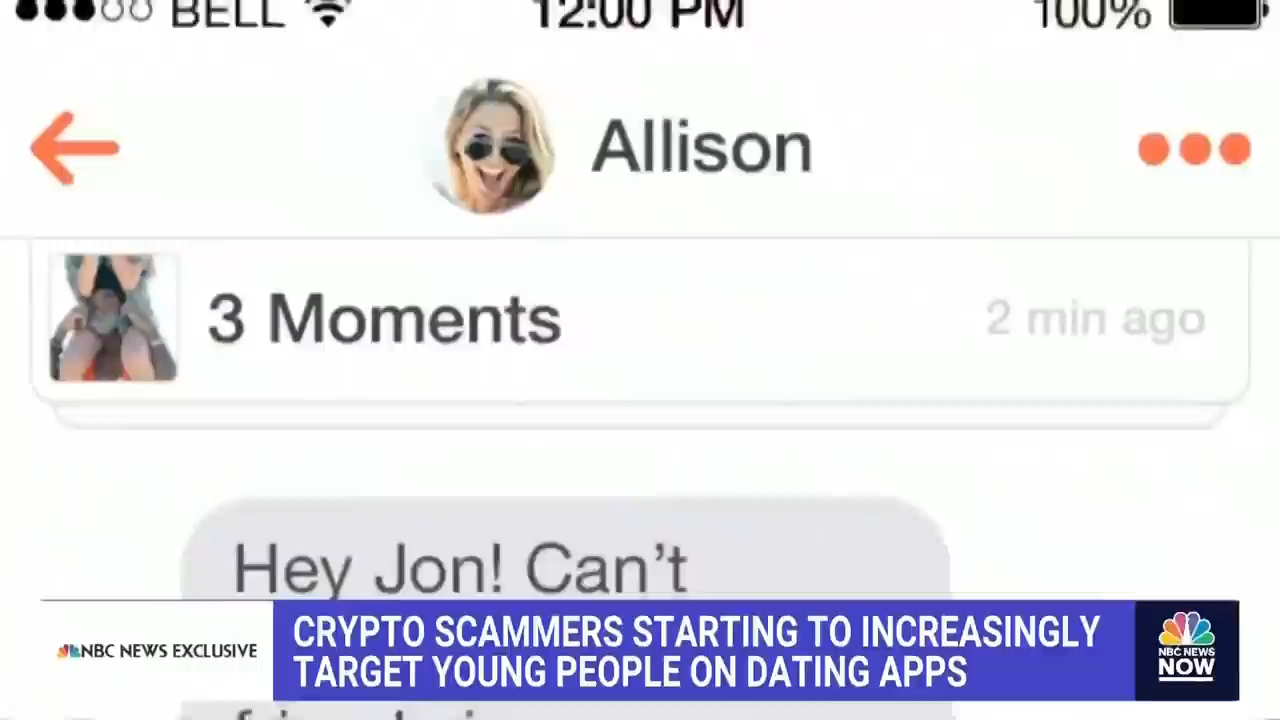 BELL 12:00 PM 100%
Allison
3 Moments 2 min ago
Hey Jon! Can't
NBC NEWS EXCLUSIVE
CRYPTO SCAMMERS STARTING TO INCREASINGLY
TARGET YOUNG PEOPLE ON DATING APPS
NBC NEWS
NOW